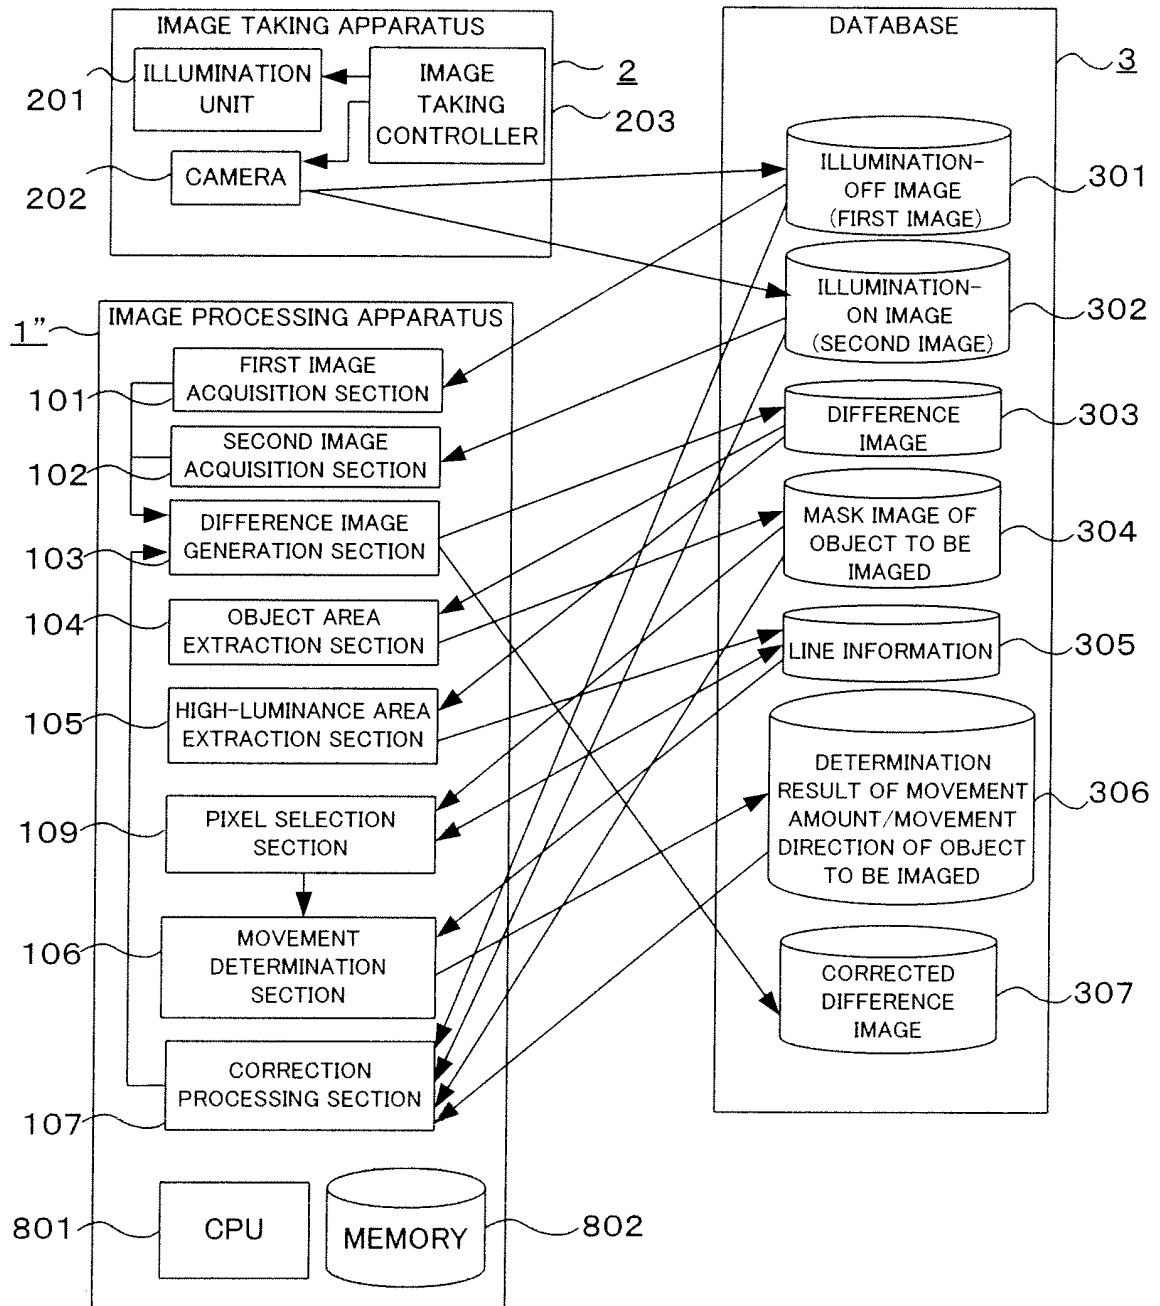 IMAGE TAKING APPARATUS
ILLUMINATION
UNIT
201
IMAGE
TAKING
CONTROLLER
2
203
CAMERA
202
DATABASE
3
ILLUMINATION-
OFF IMAGE
(FIRST IMAGE)
301
ILLUMINATION-
ON IMAGE
(SECOND IMAGE)
302
DIFFERENCE
IMAGE
303
MASK IMAGE OF
OBJECT TO BE
IMAGED
304
LINE INFORMATION
305
DETERMINATION
RESULT OF MOVEMENT
AMOUNT/MOVEMENT
DIRECTION OF OBJECT
TO BE IMAGED
306
CORRECTED
DIFFERENCE
IMAGE
307
1"
IMAGE PROCESSING APPARATUS
FIRST IMAGE
ACQUISITION SECTION
101
SECOND IMAGE
ACQUISITION SECTION
102
DIFFERENCE IMAGE
GENERATION SECTION
103
OBJECT AREA
EXTRACTION SECTION
104
HIGH-LUMINANCE AREA
EXTRACTION SECTION
105
PIXEL SELECTION
SECTION
109
MOVEMENT
DETERMINATION
SECTION
106
CORRECTION
PROCESSING SECTION
107
CPU
801
MEMORY
802